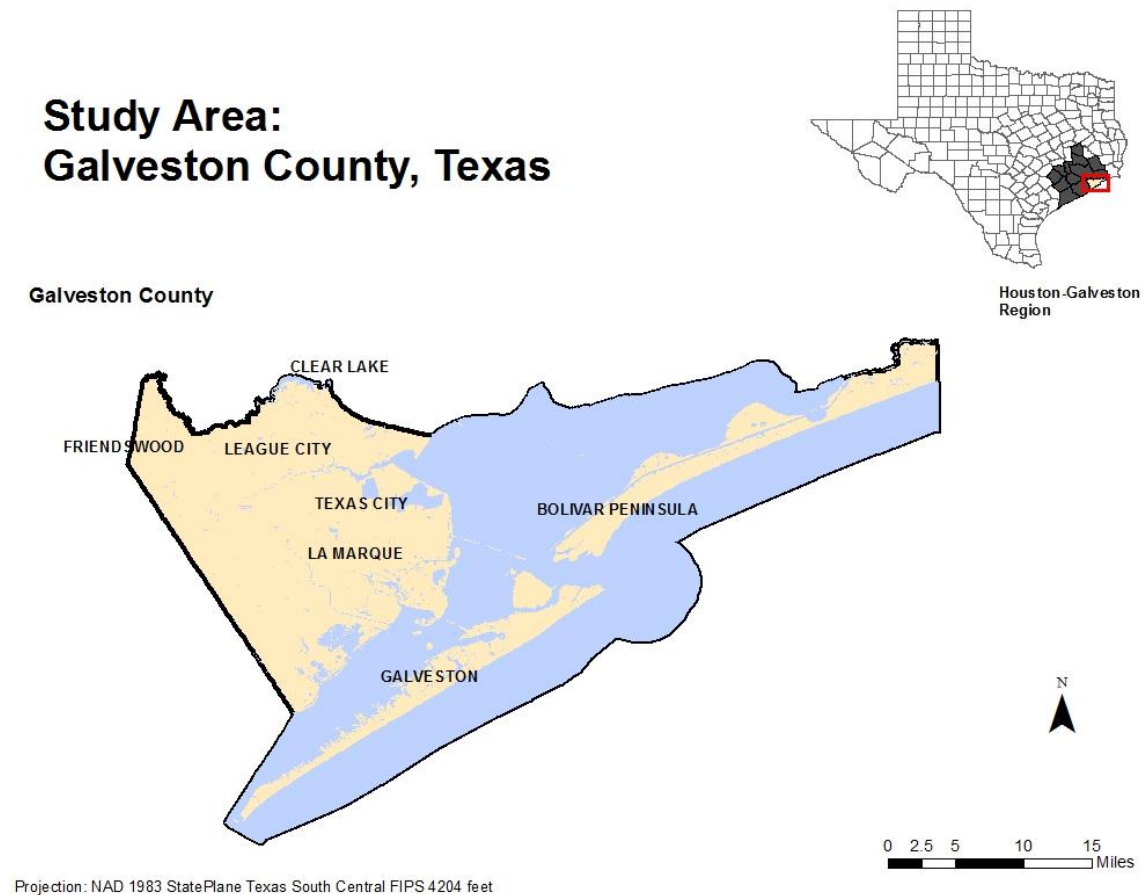 Study Area:
Galveston County, Texas
Houston-Galveston
Region
Galveston County
CLEAR LAKE
FRIENDSWOOD
LEAGUE CITY
TEXAS CITY
BOLIVAR PENINSULA
LA MARQUE
GALVESTON
N
0 2.5 5 10 15
Miles
Projection: NAD 1983 StatePlane Texas South Central FIPS 4204 feet